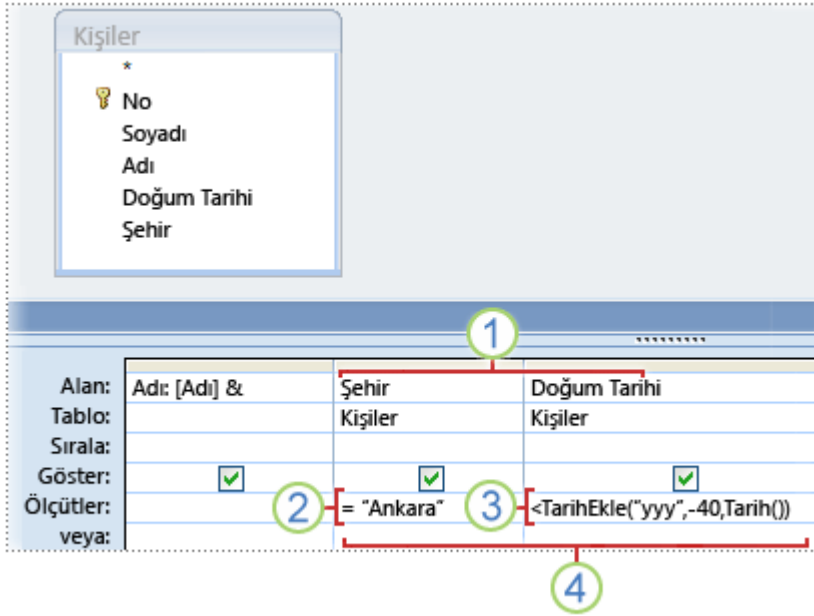 Kişiler
*
No
Soyadı
Adı
Doğum Tarihi
Şehir
1
Alan: Adı: [Adı] & Şehir Doğum Tarihi
Tablo: Kişiler Kişiler
Sırala:
Göster:
Ölçütler: 2 = “Ankara” 3 <TarihEkle(“yyy”,-40,Tarih())
veya:
4